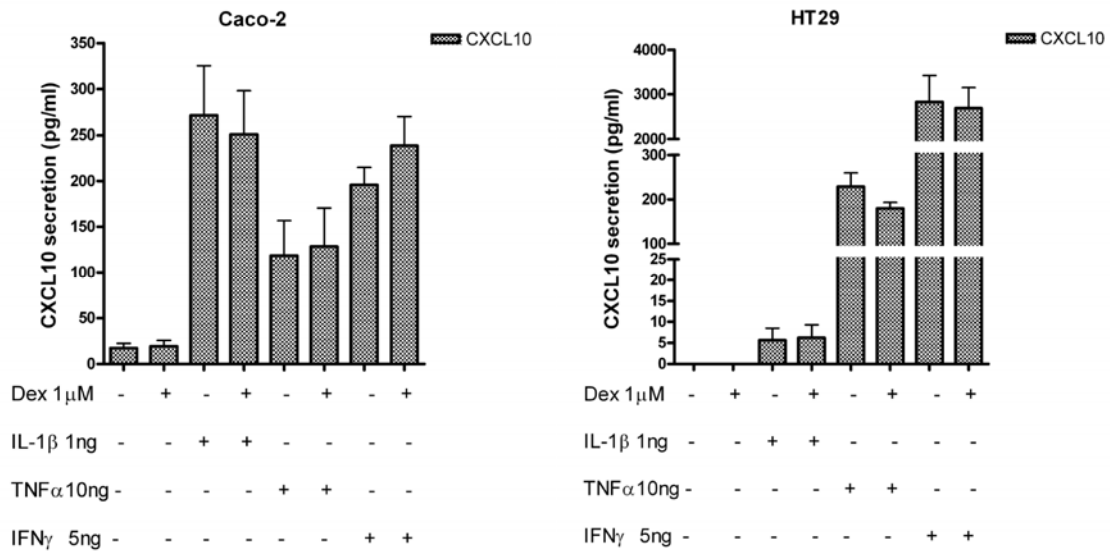 Caco-2
CXCL10
CXCL10 secretion (pg/ml)
350
300
250
200
150
100
50
0
Dex 1μM - + - + - + - +
IL-1β 1ng - - + + - - - -
TNFα10ng - - - - + + - -
IFNγ 5ng - - - - - - + +
HT29
CXCL10
CXCL10 secretion (pg/ml)
4000
3000
2000
300
200
100
25
20
15
10
5
0
Dex 1μM - + - + - + - +
IL-1β 1ng - - + + - - - -
TNFα10ng - - - - + + - -
IFNγ 5ng - - - - - - + +